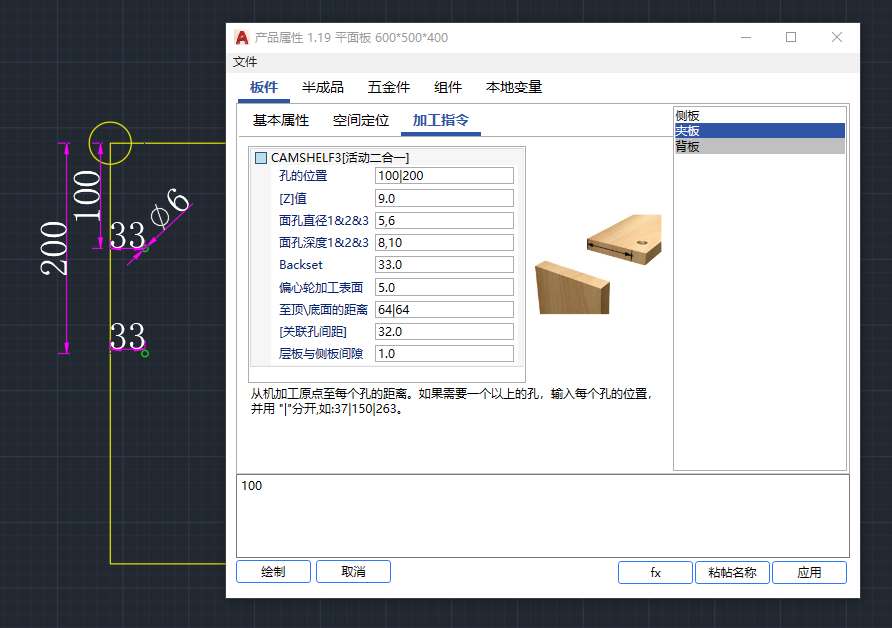 产品属性 1.19 平面板 600*500*400
文件
板件 半成品 五金件 组件 本地变量
基本属性 空间定位 加工指令
侧板
夹板
背板
CAMSHELF3[活动二合一]
孔的位置 100|200
[Z]值 9.0
面孔直径1&2&3 5,6
面孔深度1&2&3 8,10
Backset 33.0
偏心轮加工表面 5.0
至顶\底面的距离 64|64
[关联孔间距] 32.0
层板与侧板间隙 1.0
从机加工原点至每个孔的距离。如果需要一个以上的孔，输入每个孔的位置，
并用 "|"分开,如:37|150|263。
100
绘制 取消 fx 粘帖名称 应用
200
100
33
ϕ6
33